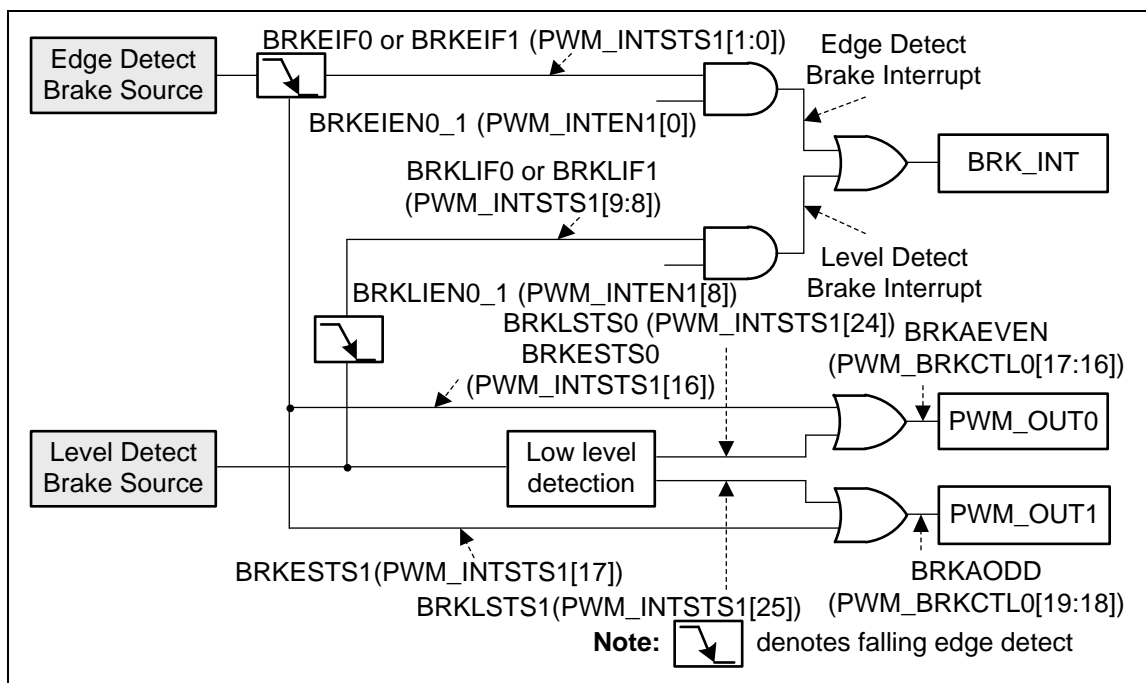 BRKEIF0 or BRKEIF1 (PWM_INTSTS1[1:0])
Edge Detect
Brake Source
Edge Detect
Brake Interrupt
BRKEIEN0_1 (PWM_INTEN1[0])
BRK_INT
BRKLIF0 or BRKLIF1
(PWM_INTSTS1[9:8])
Level Detect
Brake Interrupt
BRKLIEN0_1 (PWM_INTEN1[8])
BRKLSTS0 (PWM_INTSTS1[24])
BRKESTS0
(PWM_INTSTS1[16])
BRKAEVEN
(PWM_BRKCTL0[17:16])
PWM_OUT0
Level Detect
Brake Source
Low level
detection
PWM_OUT1
BRKESTS1(PWM_INTSTS1[17])
BRKLSTS1(PWM_INTSTS1[25])
BRKAODD
(PWM_BRKCTL0[19:18])
Note: denotes falling edge detect